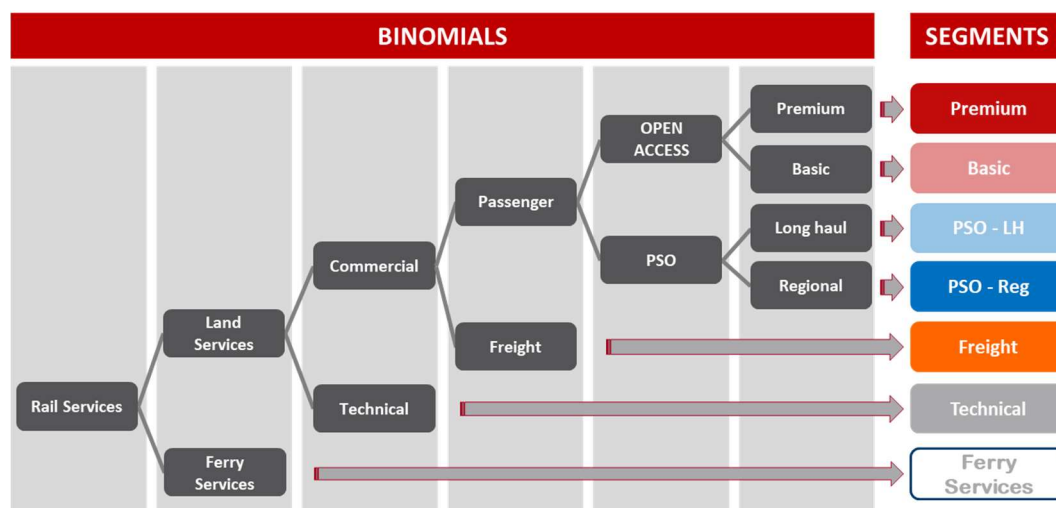 BINOMIALS
SEGMENTS
Premium
Premium
OPEN
ACCESS
Basic
Basic
Passenger
Long haul
PSO - LH
Commercial
PSO
Regional
PSO - Reg
Land
Services
Freight
Freight
Rail Services
Technical
Technical
Ferry
Services
Ferry
Services